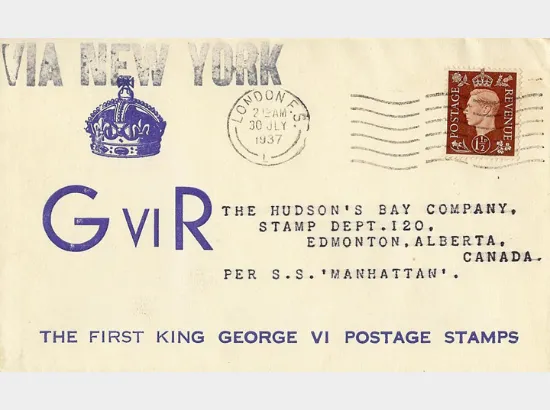 VIA NEW YORK
LONDON F.S.
2 15 AM
30 JLY
1937
POSTAGE
REVENUE
1½
G VI R
THE HUDSON'S BAY COMPANY,
STAMP DEPT.120,
EDMONTON,ALBERTA,
CANADA.
PER S.S.'MANHATTAN'.
THE FIRST KING GEORGE VI POSTAGE STAMPS